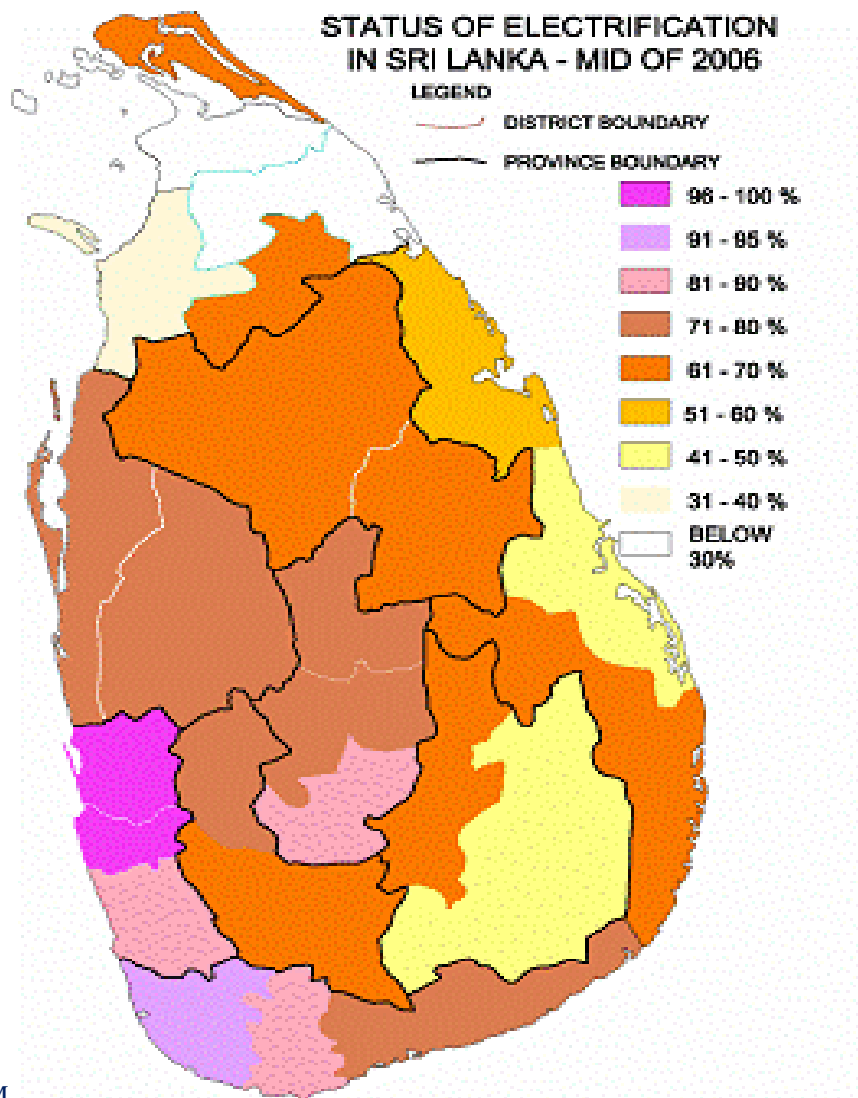 STATUS OF ELECTRIFICATION
IN SRI LANKA - MID OF 2006
LEGEND
DISTRICT BOUNDARY
PROVINCE BOUNDARY
96 - 100 %
91 - 95 %
81 - 90 %
71 - 80 %
61 - 70 %
51 - 60 %
41 - 50 %
31 - 40 %
BELOW
30%
M